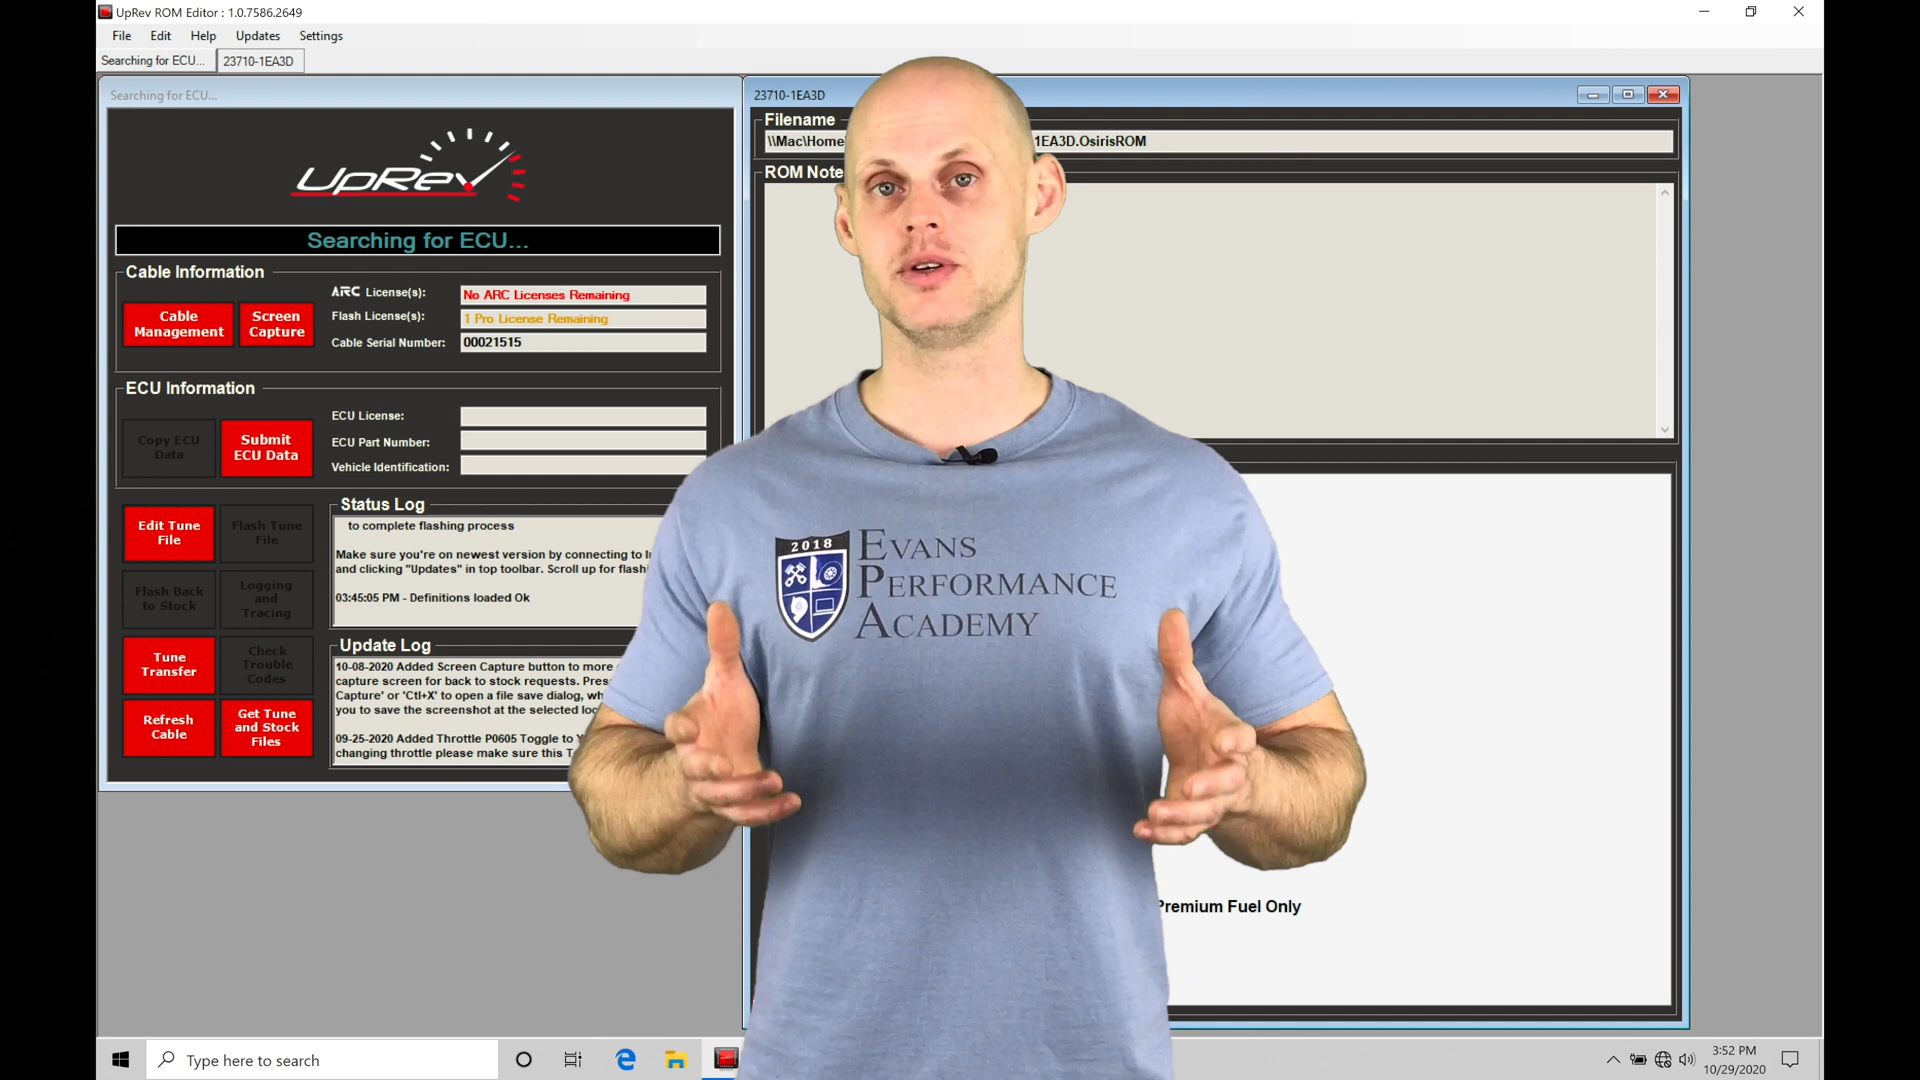 UpRev ROM Editor : 1.0.7586.2649
File Edit Help Updates Settings
Searching for ECU... 23710-1EA3D
Searching for ECU...
UpRev
Searching for ECU...
Cable Information
Cable Management
Screen Capture
ARC License(s): No ARC Licenses Remaining
Flash License(s): 1 Pro License Remaining
Cable Serial Number: 00021515
ECU Information
Copy ECU Data
Submit ECU Data
ECU License:
ECU Part Number:
Vehicle Identification:
Edit Tune File
Flash Tune File
Flash Back to Stock
Logging and Tracing
Tune Transfer
Check Trouble Codes
Refresh Cable
Get Tune and Stock Files
Status Log
to complete flashing process
Make sure you're on newest version by connecting to
and clicking "Updates" in top toolbar. Scroll up for
03:45:05 PM - Definitions loaded Ok
Update Log
10-08-2020 Added Screen Capture button to more
capture screen for back to stock requests.
Capture' or 'Ctl+X' to open a file save dialog,
you to save the screenshot at the selected
09-25-2020 Added Throttle P0605 Toggle to
changing throttle please make sure this
23710-1EA3D
Filename
\\Mac\Home 1EA3D.OsirisROM
ROM Note
Premium Fuel Only
2018
EVANS
PERFORMANCE
ACADEMY
Type here to search
3:52 PM
10/29/2020